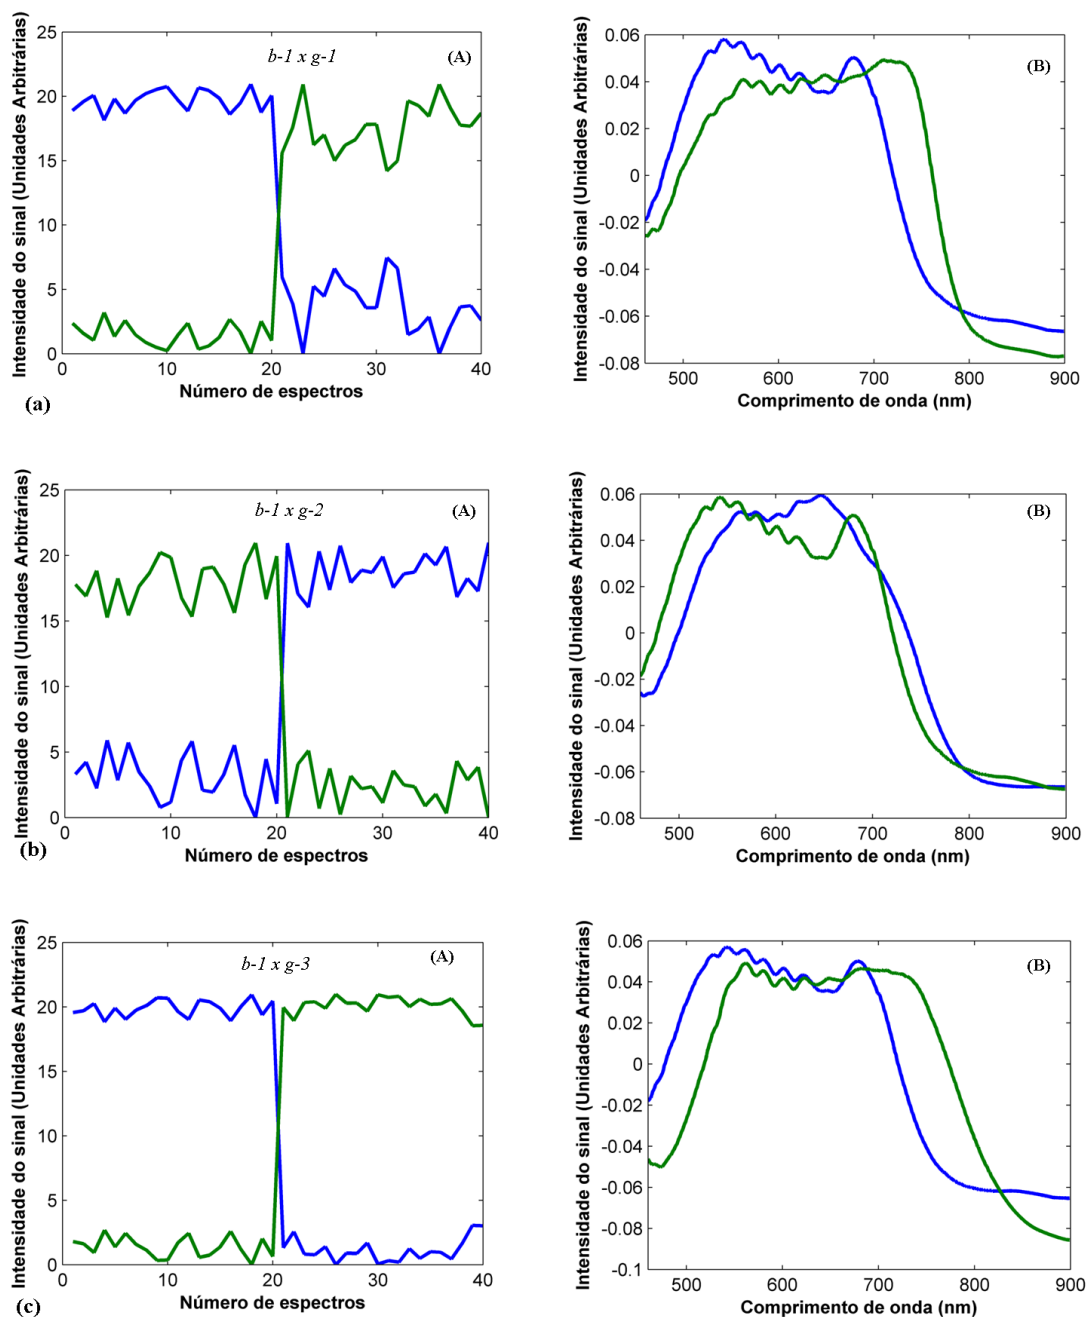 Intensidade do sinal (Unidades Arbitrárias)
25
20
15
10
5
0
b-1 x g-1
(A)
0 10 20 30 40
Número de espectros
(a)
Intensidade do sinal (Unidades Arbitrárias)
0.06
0.04
0.02
0
-0.02
-0.04
-0.06
-0.08
(B)
500 600 700 800 900
Comprimento de onda (nm)
Intensidade do sinal (Unidades Arbitrárias)
25
20
15
10
5
0
b-1 x g-2
(A)
0 10 20 30 40
Número de espectros
(b)
Intensidade do sinal (Unidades Arbitrárias)
0.06
0.04
0.02
0
-0.02
-0.04
-0.06
-0.08
(B)
500 600 700 800 900
Comprimento de onda (nm)
Intensidade do sinal (Unidades Arbitrárias)
25
20
15
10
5
0
b-1 x g-3
(A)
0 10 20 30 40
Número de espectros
(c)
Intensidade do sinal (Unidades Arbitrárias)
0.06
0.04
0.02
0
-0.02
-0.04
-0.06
-0.08
-0.1
(B)
500 600 700 800 900
Comprimento de onda (nm)